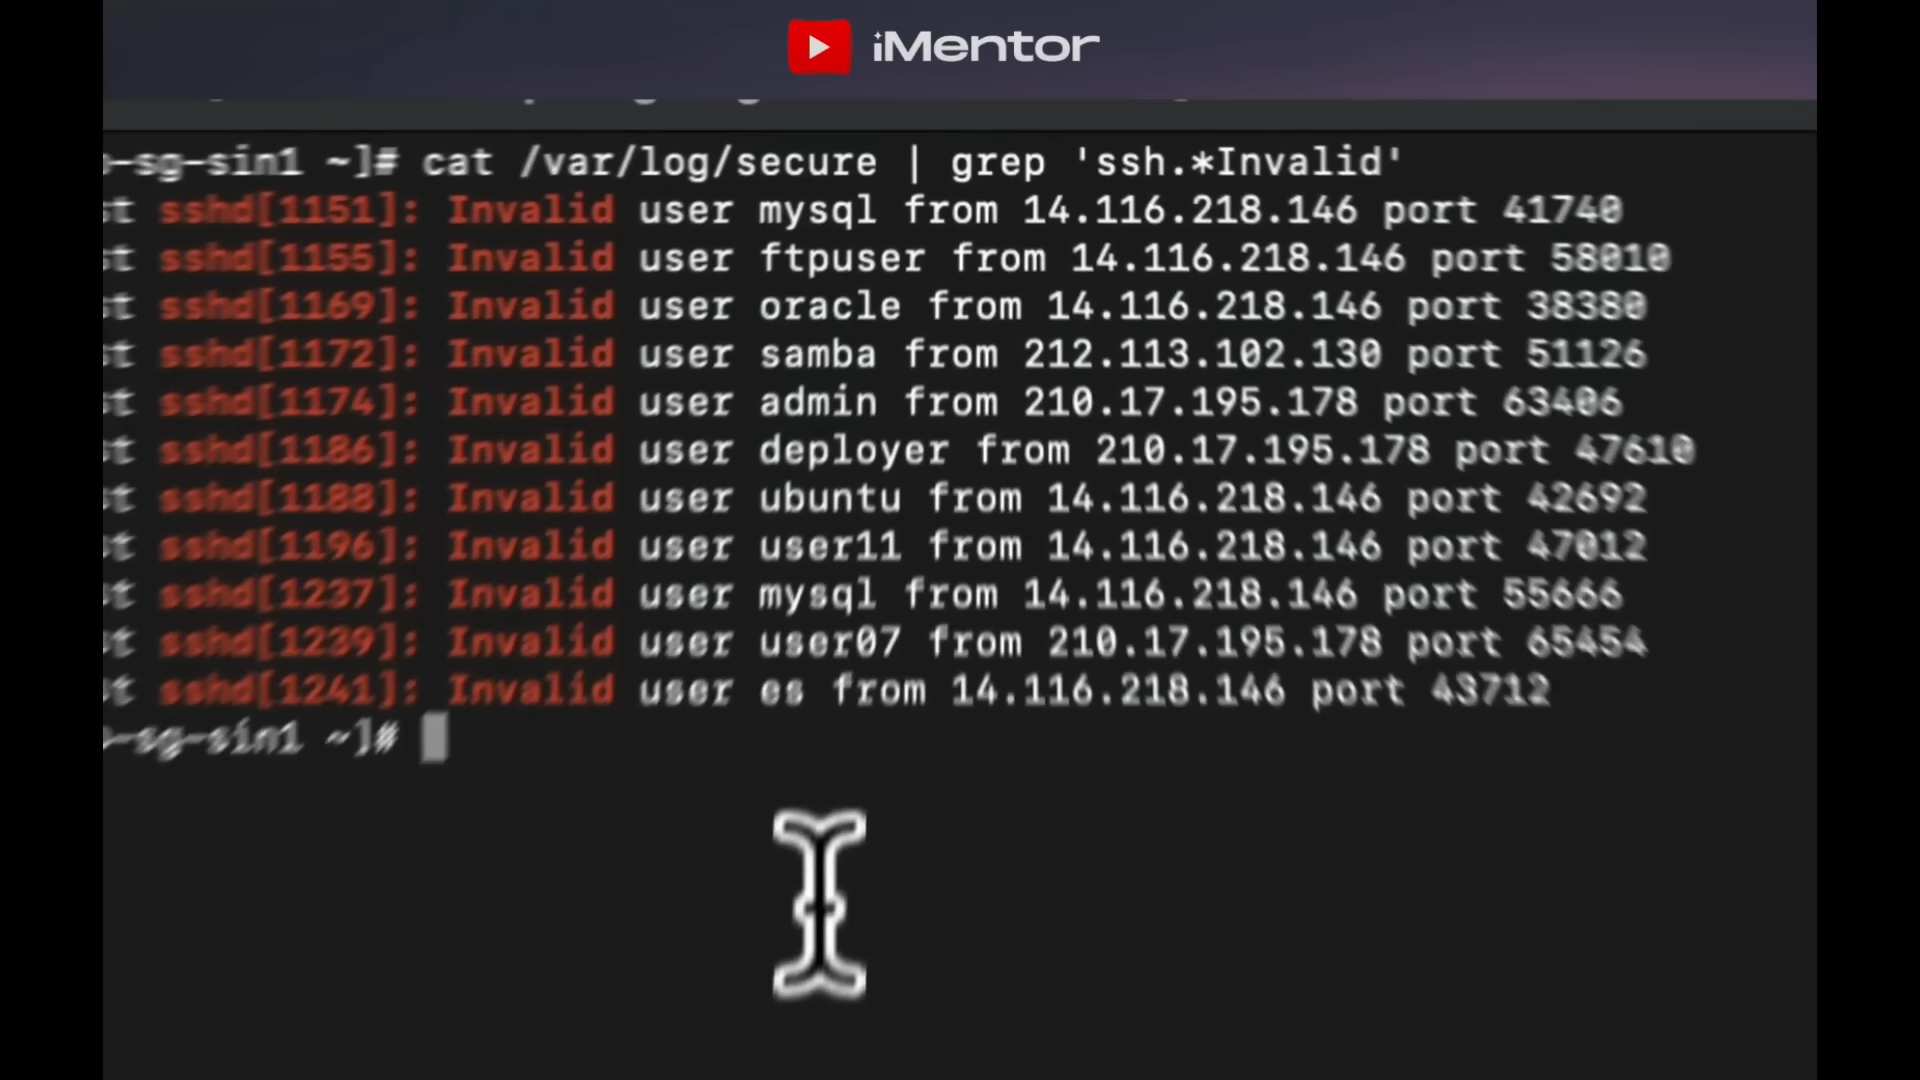 iMentor
-sg-sin1 ~]# cat /var/log/secure | grep 'ssh.*Invalid'
t sshd[1151]: Invalid user mysql from 14.116.218.146 port 41740
t sshd[1155]: Invalid user ftpuser from 14.116.218.146 port 58010
t sshd[1169]: Invalid user oracle from 14.116.218.146 port 38380
t sshd[1172]: Invalid user samba from 212.113.102.130 port 51126
t sshd[1174]: Invalid user admin from 210.17.195.178 port 63406
t sshd[1186]: Invalid user deployer from 210.17.195.178 port 47610
t sshd[1188]: Invalid user ubuntu from 14.116.218.146 port 42692
t sshd[1196]: Invalid user user11 from 14.116.218.146 port 47012
t sshd[1237]: Invalid user mysql from 14.116.218.146 port 55666
t sshd[1239]: Invalid user user07 from 210.17.195.178 port 65454
t sshd[1241]: Invalid user es from 14.116.218.146 port 43712
-sg-sin1 ~]#